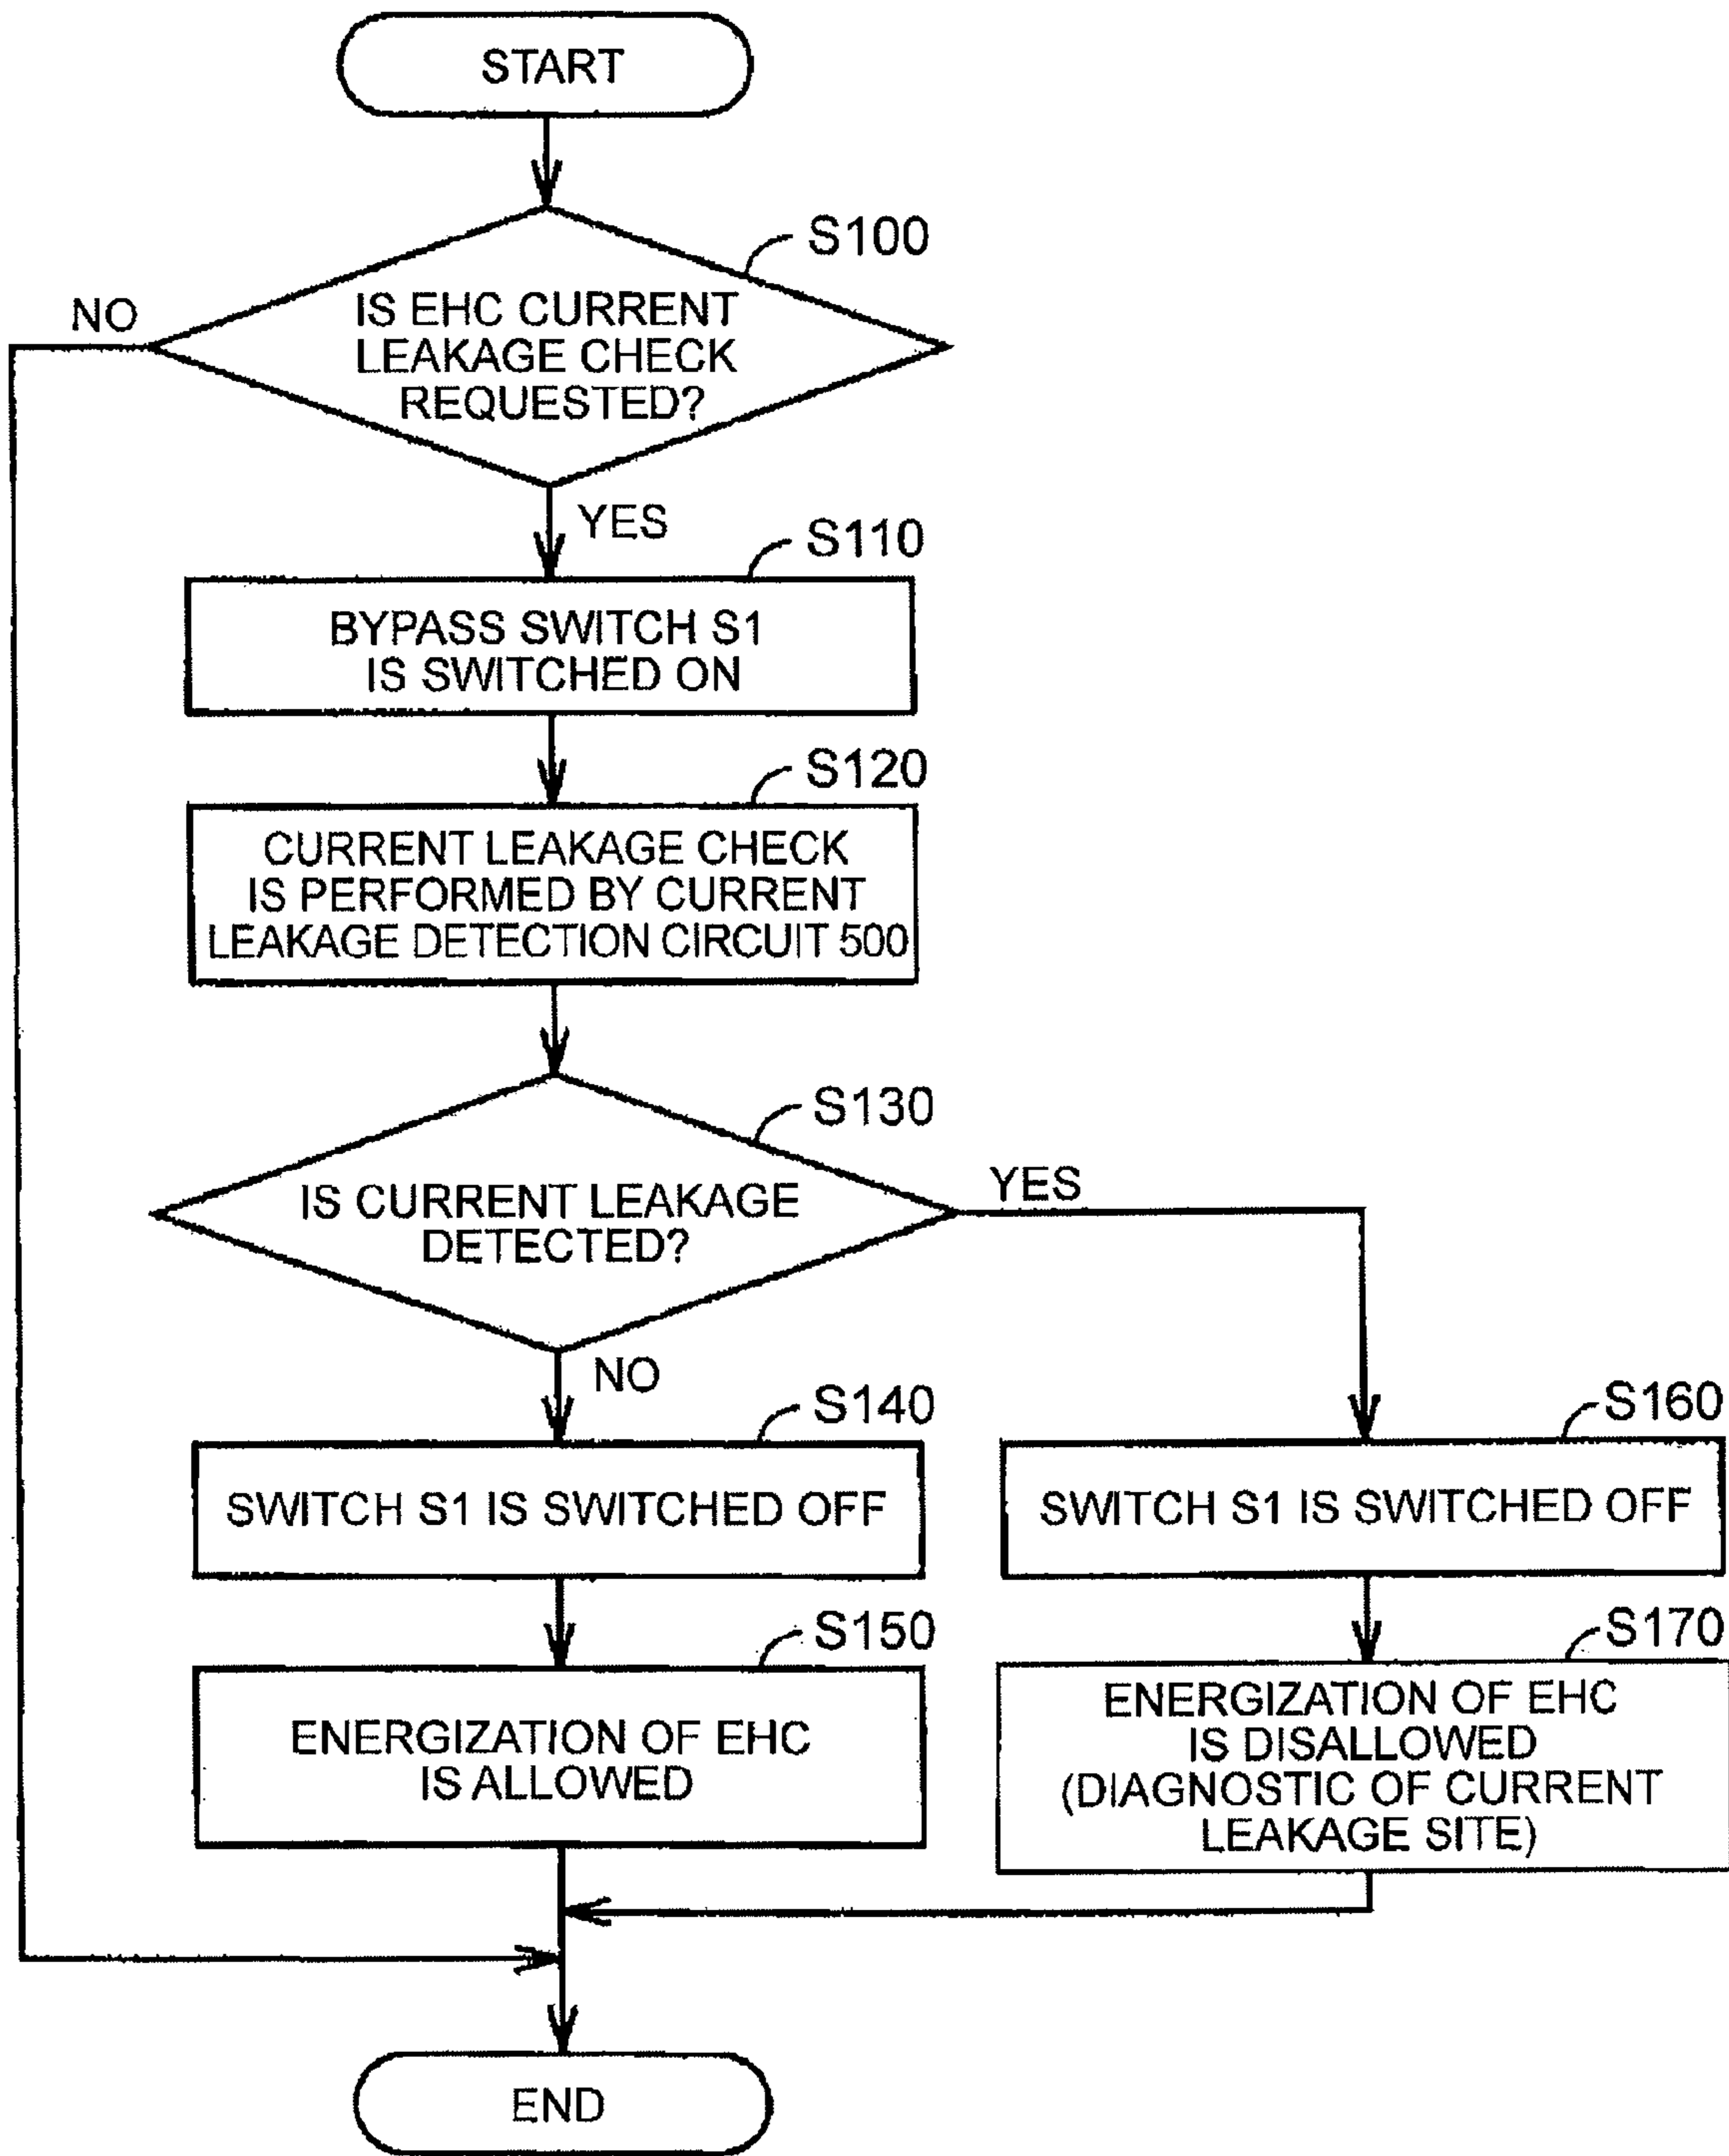 START
S100
NO
IS EHC CURRENT
LEAKAGE CHECK
REQUESTED?
YES
S110
BYPASS SWITCH S1
IS SWITCHED ON
S120
CURRENT LEAKAGE CHECK
IS PERFORMED BY CURRENT
LEAKAGE DETECTION CIRCUIT 500
S130
IS CURRENT LEAKAGE
DETECTED?
YES
NO
S140
SWITCH S1 IS SWITCHED OFF
S160
SWITCH S1 IS SWITCHED OFF
S150
ENERGIZATION OF EHC
IS ALLOWED
S170
ENERGIZATION OF EHC
IS DISALLOWED
(DIAGNOSTIC OF CURRENT
LEAKAGE SITE)
END